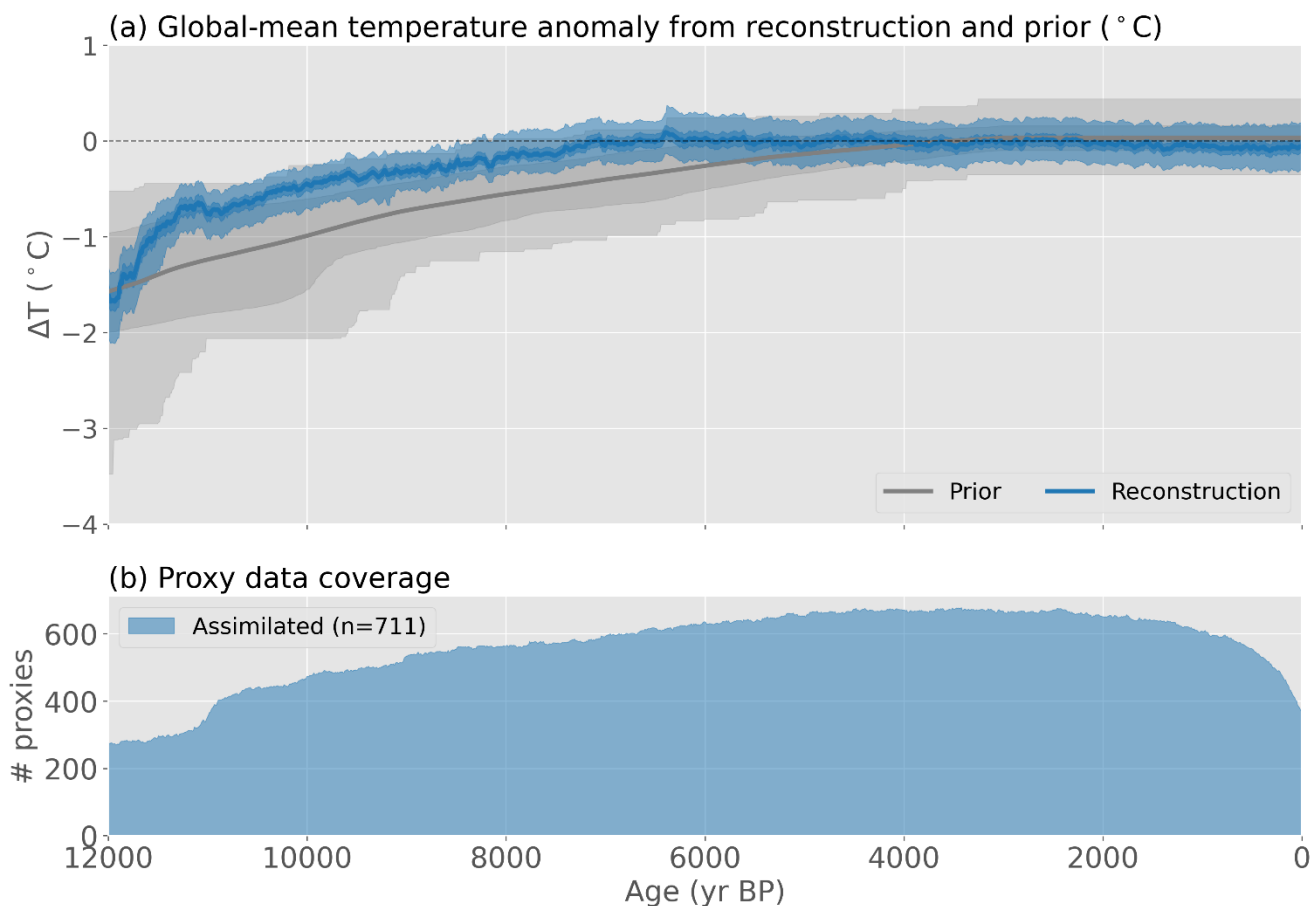 (a) Global-mean temperature anomaly from reconstruction and prior (°C)
1
0
−1
−2
−3
−4
ΔT (°C)
Prior
Reconstruction
(b) Proxy data coverage
Assimilated (n=711)
600
400
200
0
# proxies
12000 10000 8000 6000 4000 2000 0
Age (yr BP)